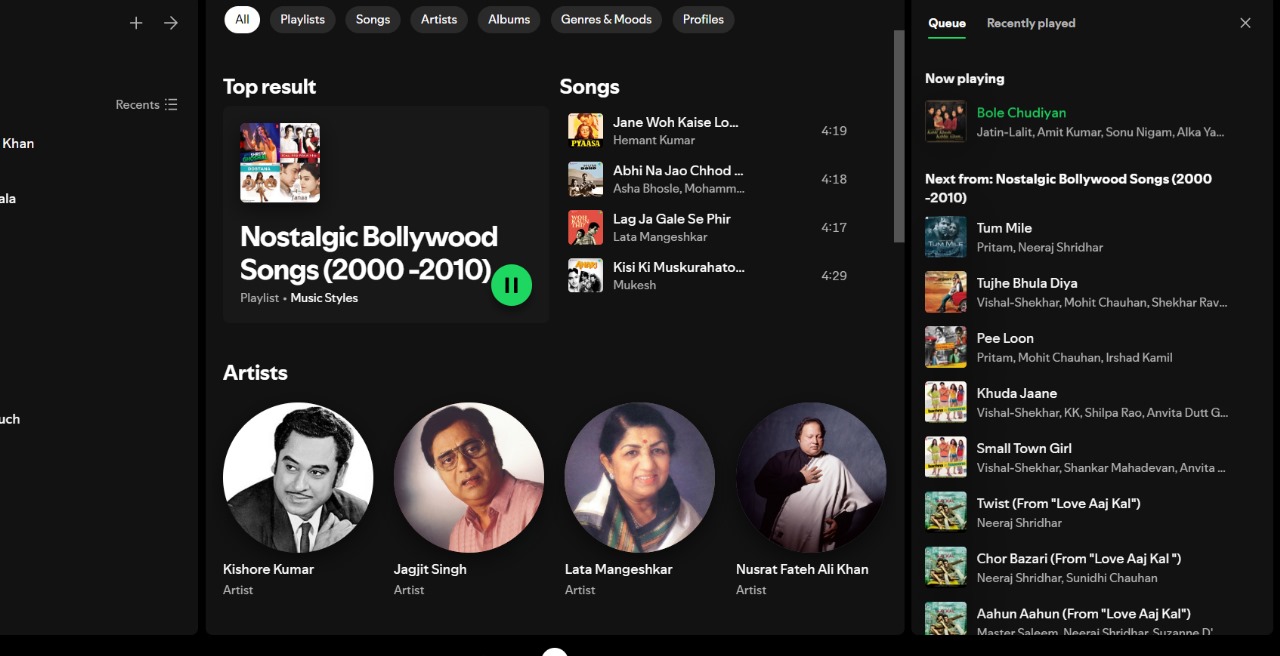 Recents
Khan
ala
uch
All
Playlists
Songs
Artists
Albums
Genres & Moods
Profiles
Top result
Nostalgic Bollywood
Songs (2000 -2010)
Playlist • Music Styles
Songs
PYAASA
Jane Woh Kaise Lo...
Hemant Kumar
4:19
Abhi Na Jao Chhod ...
Asha Bhosle, Mohamm...
4:18
Lag Ja Gale Se Phir
Lata Mangeshkar
4:17
ANARI
Kisi Ki Muskurahato...
Mukesh
4:29
Artists
Kishore Kumar
Artist
Jagjit Singh
Artist
Lata Mangeshkar
Artist
Nusrat Fateh Ali Khan
Artist
Queue
Recently played
Now playing
Bole Chudiyan
Jatin-Lalit, Amit Kumar, Sonu Nigam, Alka Ya...
Next from: Nostalgic Bollywood Songs (2000
-2010)
TUM MILE
Tum Mile
Pritam, Neeraj Shridhar
Tujhe Bhula Diya
Vishal-Shekhar, Mohit Chauhan, Shekhar Rav...
Pee Loon
Pritam, Mohit Chauhan, Irshad Kamil
Khuda Jaane
Vishal-Shekhar, KK, Shilpa Rao, Anvita Dutt G...
Small Town Girl
Vishal-Shekhar, Shankar Mahadevan, Anvita ...
Twist (From "Love Aaj Kal")
Neeraj Shridhar
Chor Bazari (From "Love Aaj Kal ")
Neeraj Shridhar, Sunidhi Chauhan
Aahun Aahun (From "Love Aaj Kal")
Master Saleem, Neeraj Shridhar, Suzanne D'